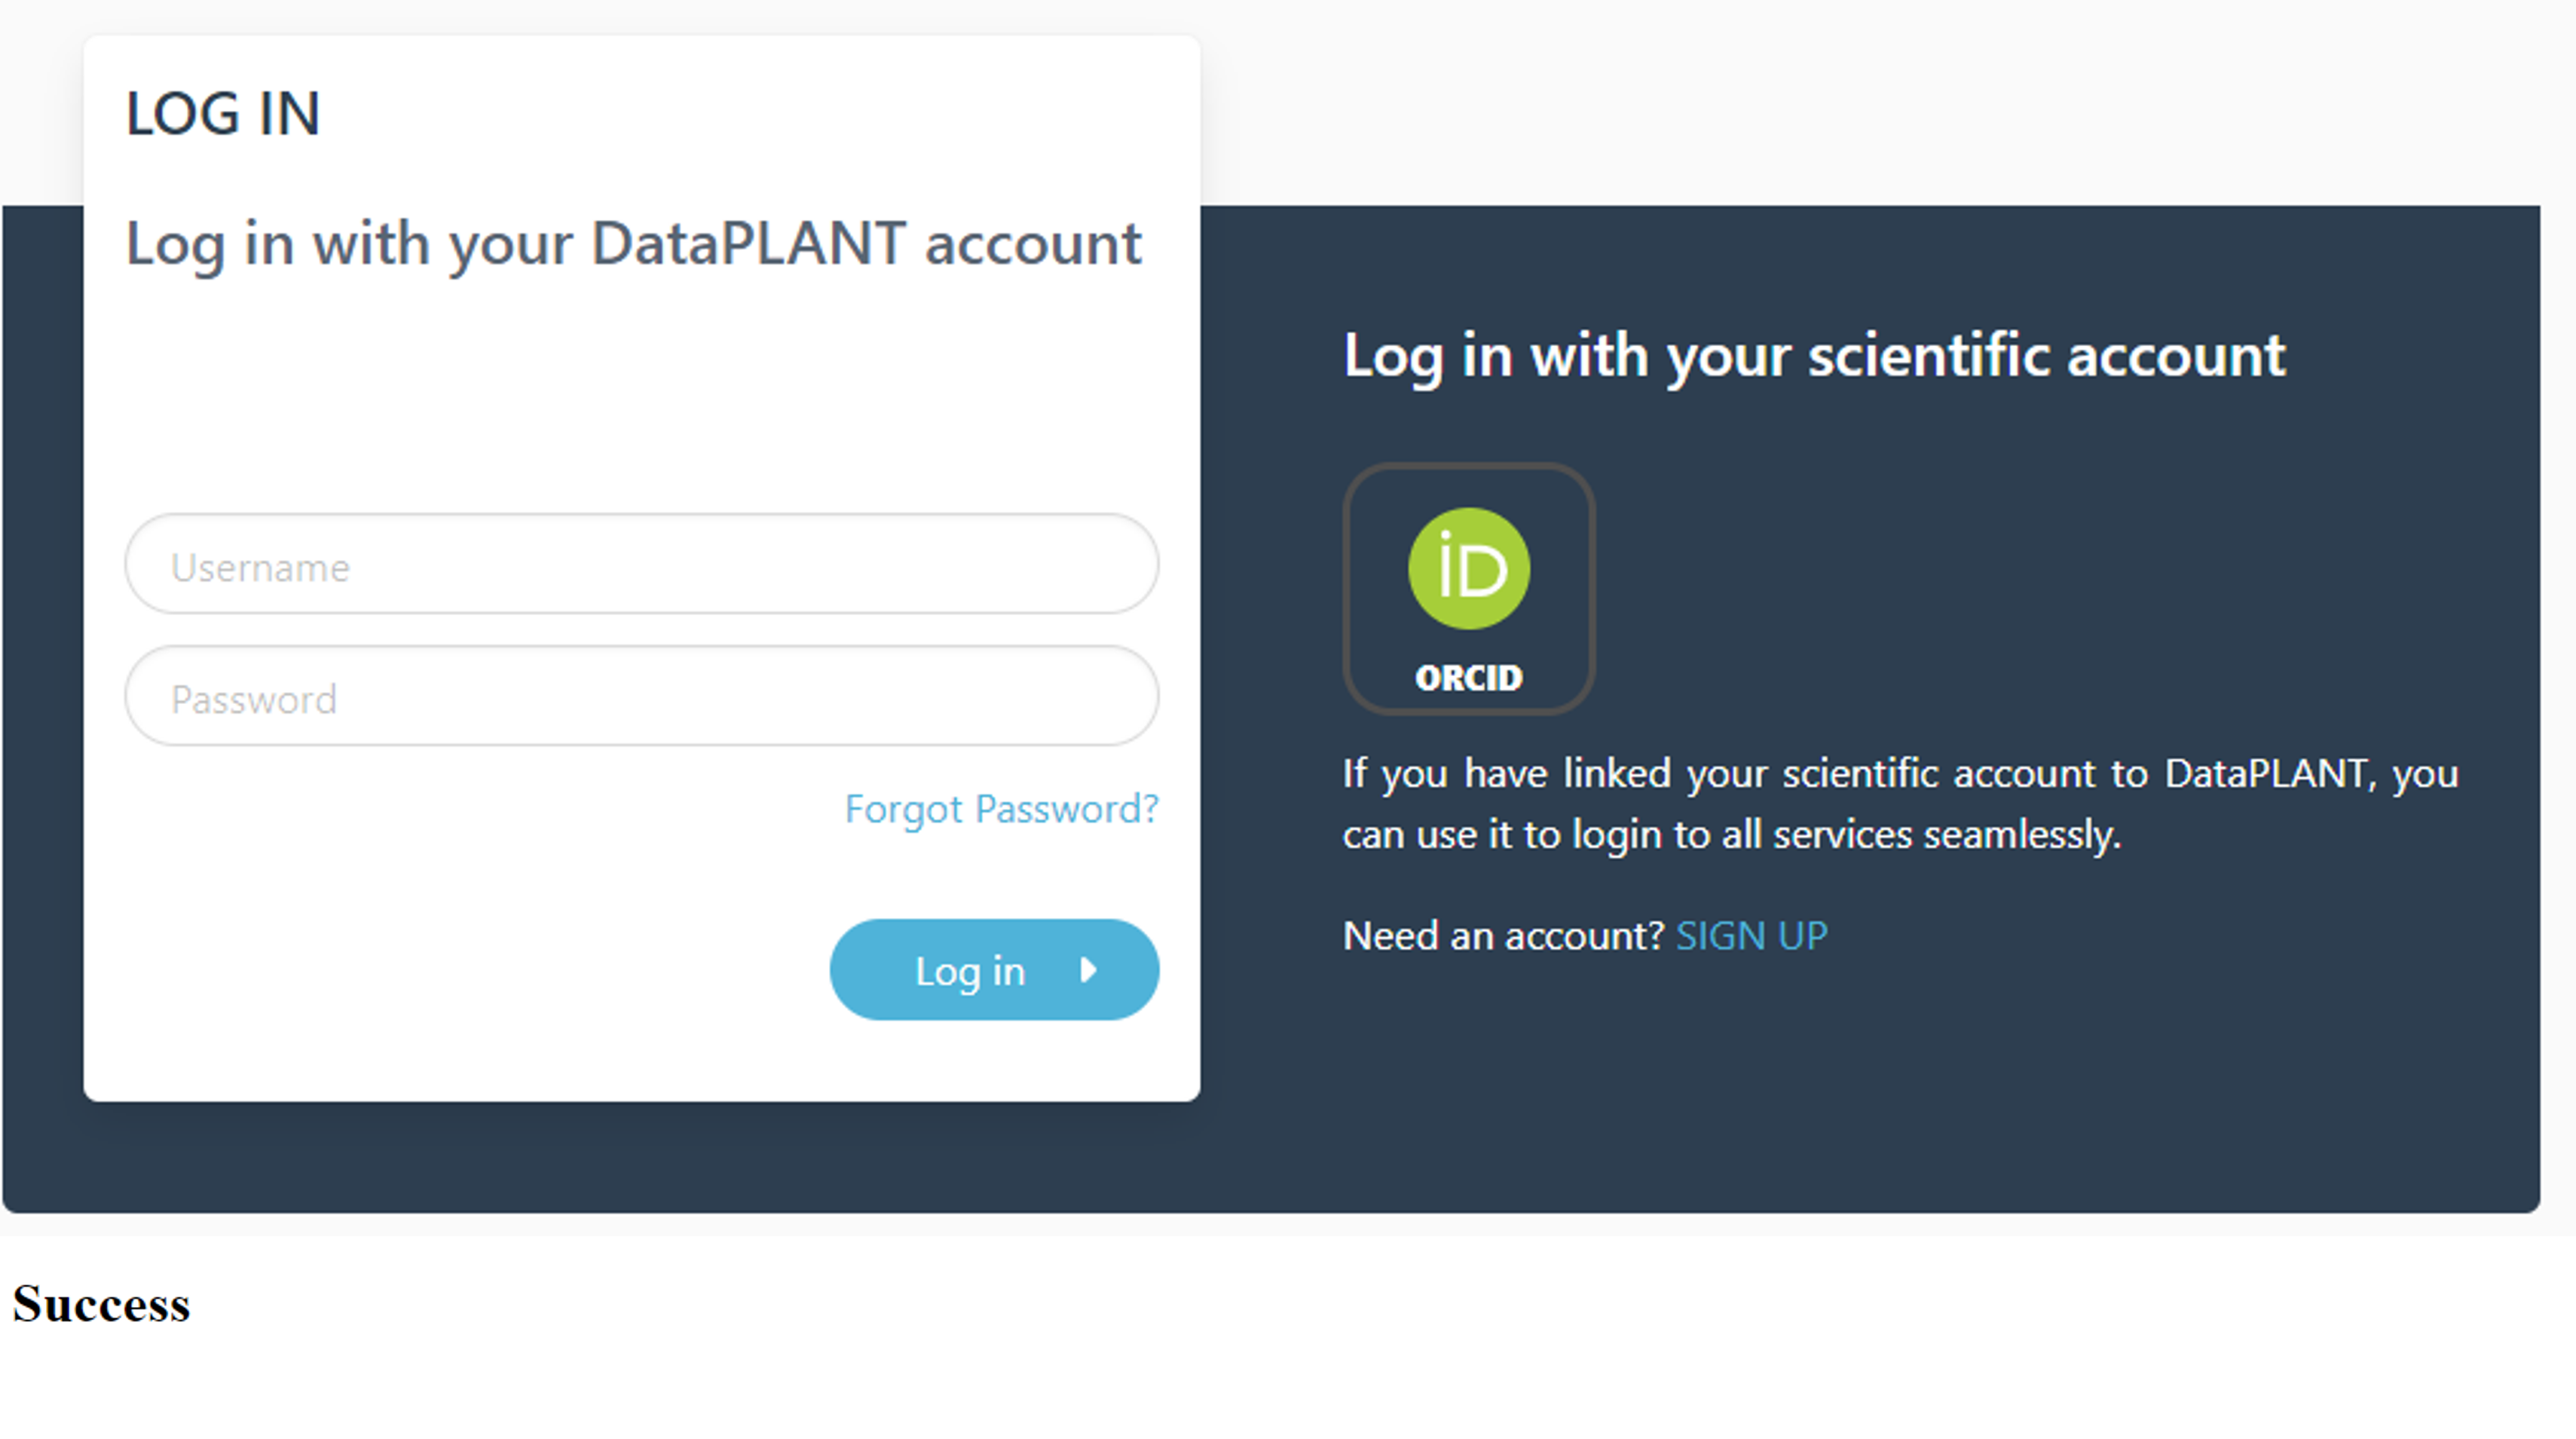 LOG IN
Log in with your DataPLANT account
Username
Password
Forgot Password?
Log in
Log in with your scientific account
iD
ORCID
If you have linked your scientific account to DataPLANT, you
can use it to login to all services seamlessly.
Need an account? SIGN UP
Success